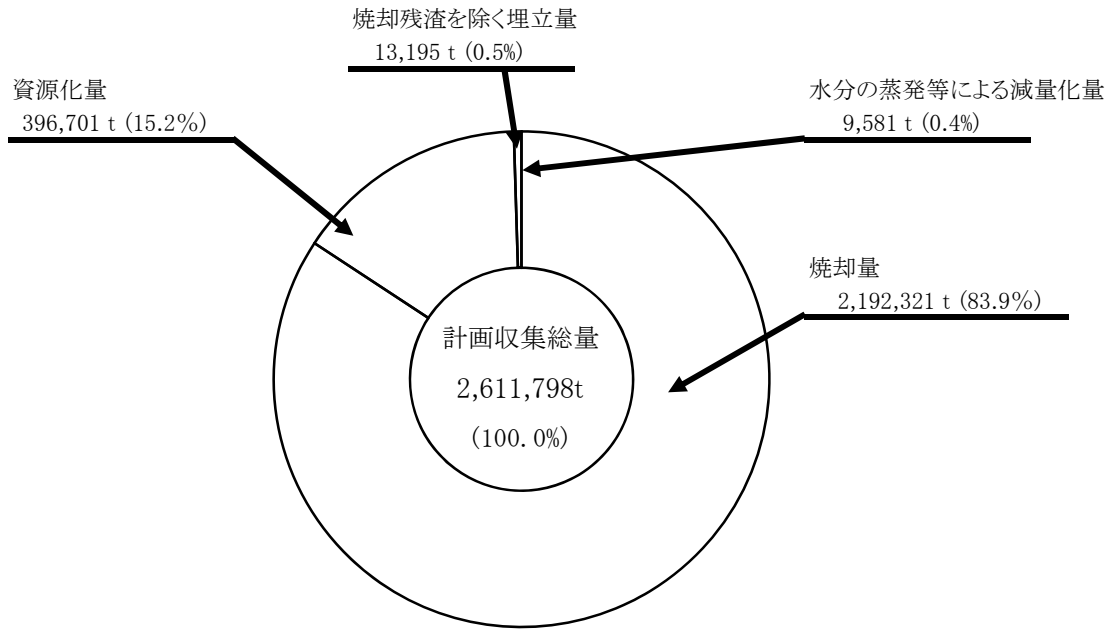 焼却残渣を除く埋立量
13,195 t (0.5%)
資源化量
396,701 t (15.2%)
水分の蒸発等による減量化量
9,581 t (0.4%)
焼却量
2,192,321 t (83.9%)
計画収集総量
2,611,798t
(100.0%)